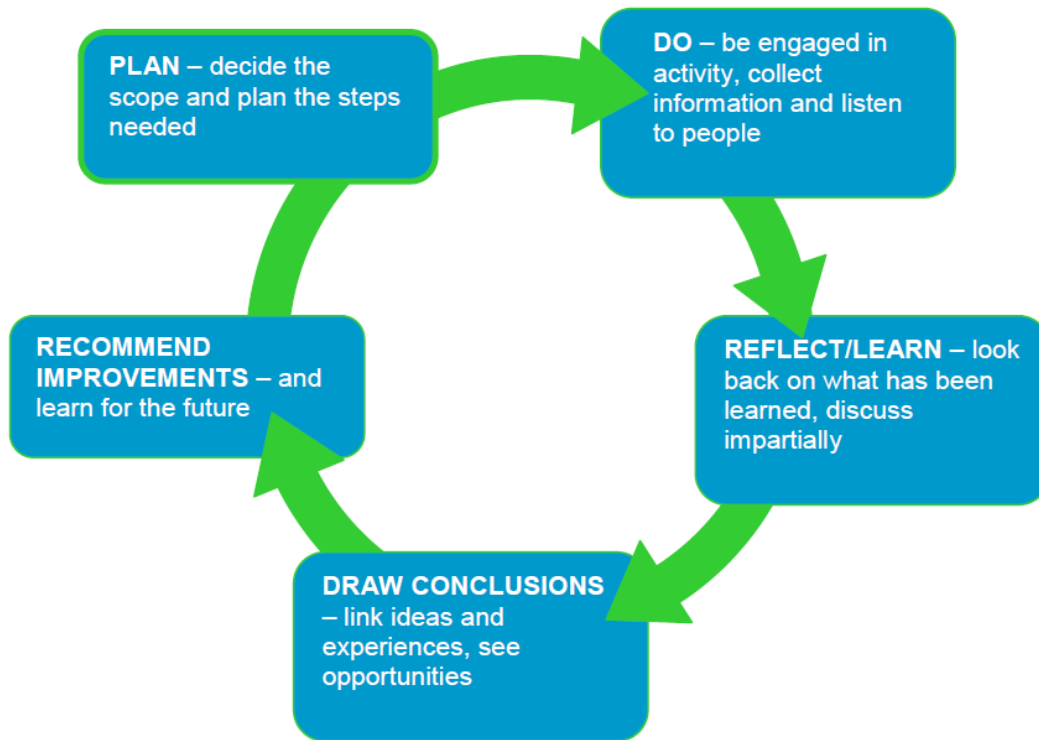 PLAN – decide the
scope and plan the steps
needed
DO – be engaged in
activity, collect
information and listen
to people
REFLECT/LEARN – look
back on what has been
learned, discuss
impartially
DRAW CONCLUSIONS
– link ideas and
experiences, see
opportunities
RECOMMEND
IMPROVEMENTS – and
learn for the future